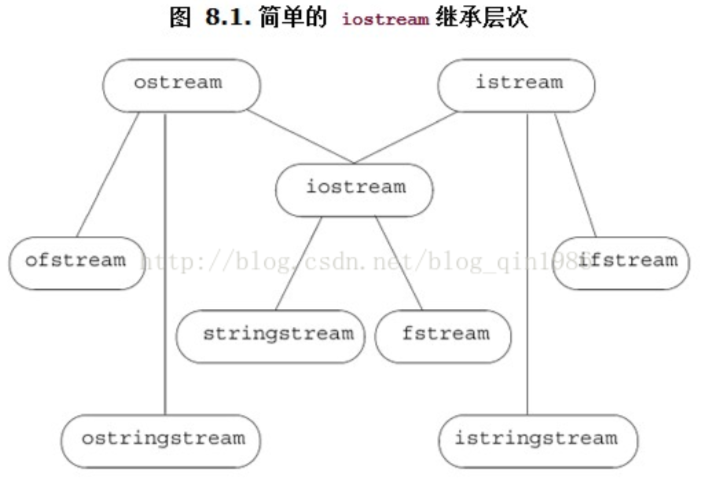 图 8.1. 简单的 iostream 继承层次
ostream
istream
iostream
ofstream
http://blog.csdn.net/blog_qin198
ifstream
stringstream
fstream
ostringstream
istringstream